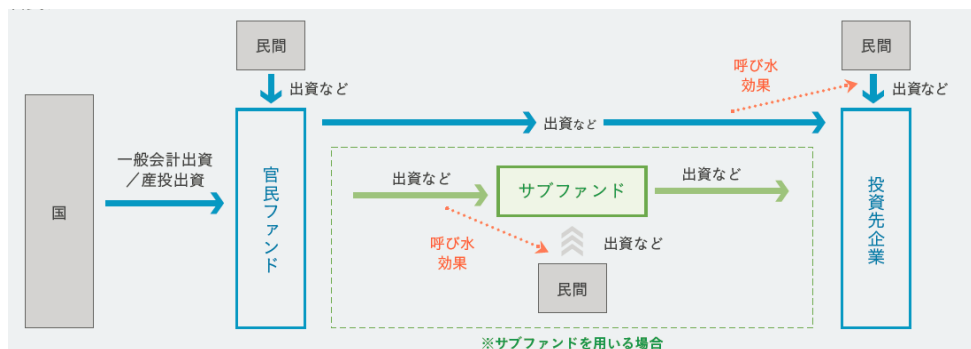 民間
民間
呼び水
効果
出資など
出資など
出資など
一般会計出資
／産投出資
国
官民ファンド
出資など
サブファンド
出資など
投資先企業
呼び水
効果
出資など
民間
※サブファンドを用いる場合